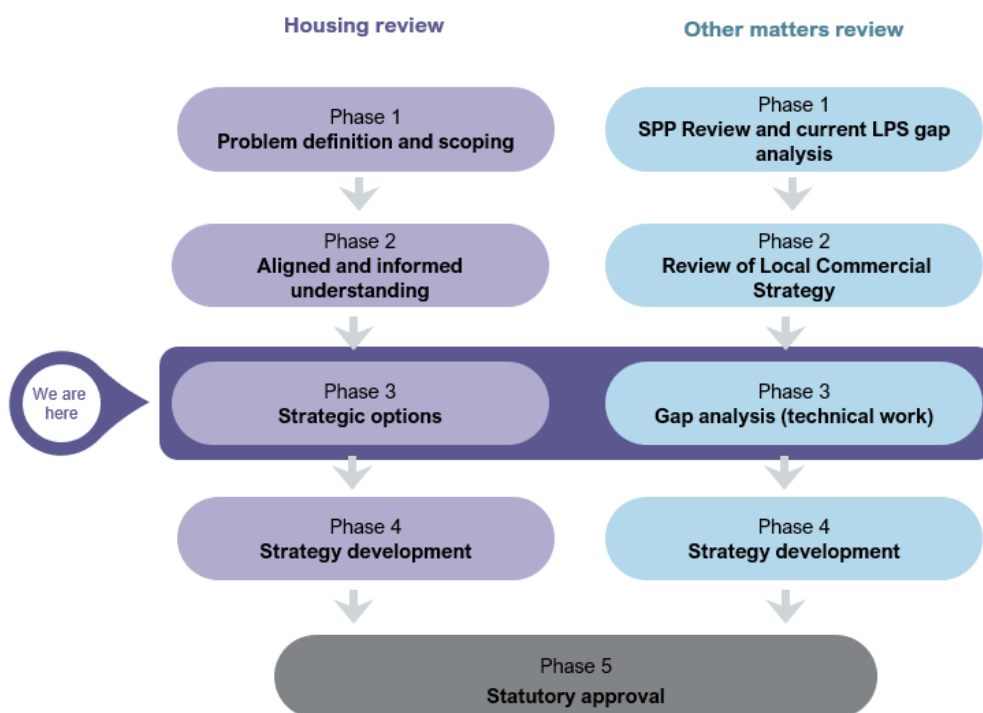 Housing review
Other matters review
Phase 1
Problem definition and scoping
Phase 1
SPP Review and current LPS gap
analysis
Phase 2
Aligned and informed
understanding
Phase 2
Review of Local Commercial
Strategy
We are
here
Phase 3
Strategic options
Phase 3
Gap analysis (technical work)
Phase 4
Strategy development
Phase 4
Strategy development
Phase 5
Statutory approval